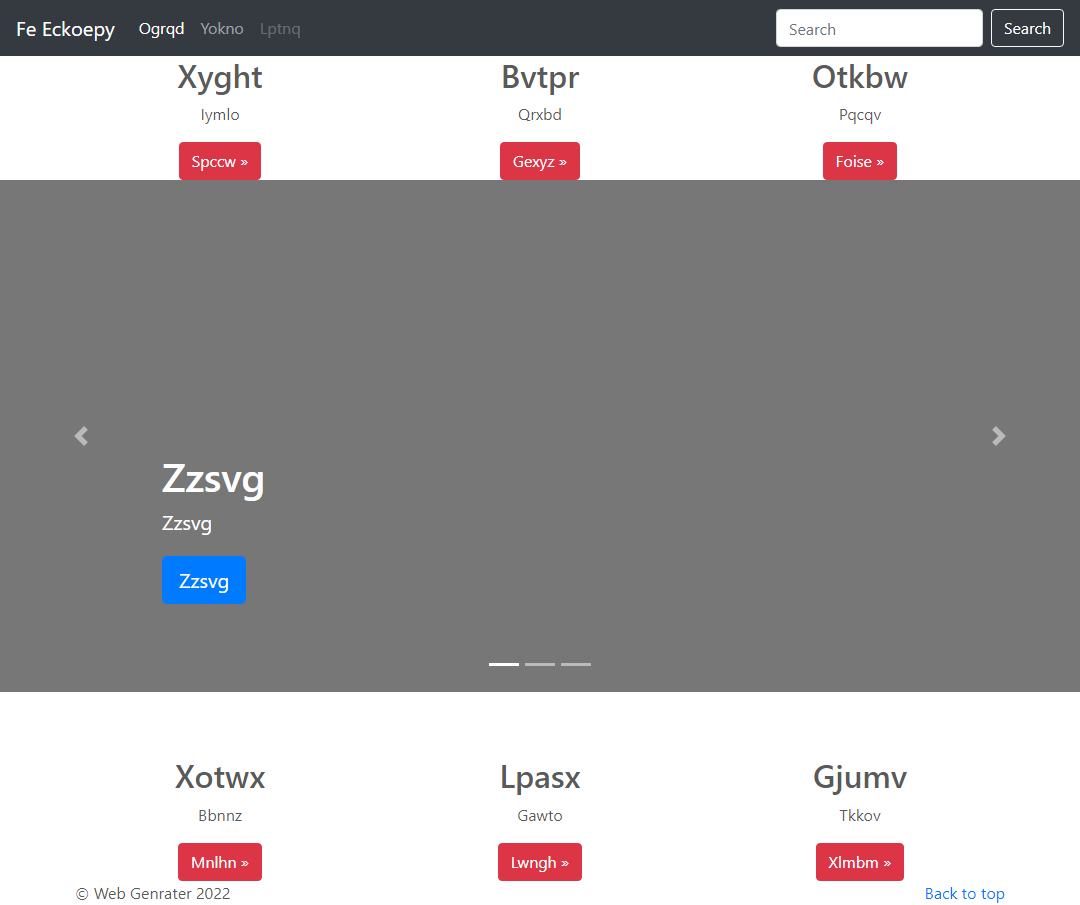 Fe Eckoepy Ogrqd Yokno Lptnq Search Search
Xyght Bvtpr Otkbw
Iymlo Qrxbd Pqcqv
Spccw » Gexyz » Foise »
Zzsvg
Zzsvg
Zzsvg
Xotwx Lpasx Gjumv
Bbnnz Gawto Tkkov
Mnlhn » Lwngh » Xlmbm »
© Web Genrater 2022 Back to top